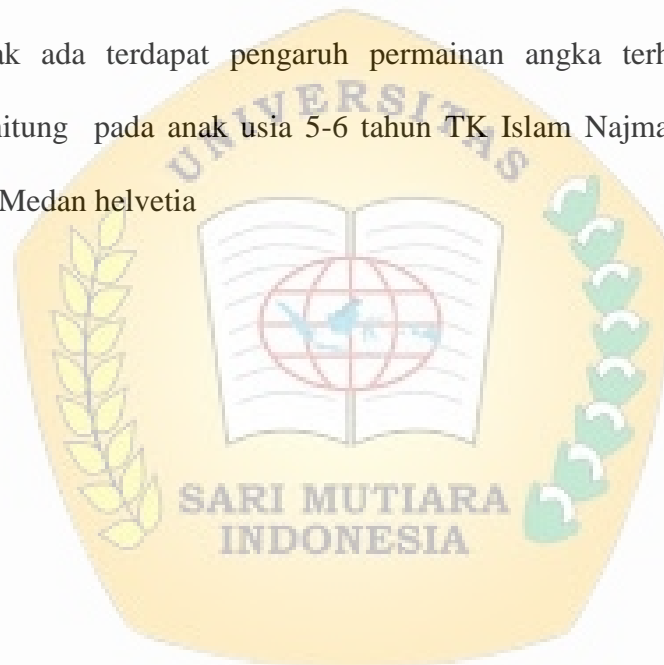 ak ada terdapat pengaruh permainan angka terh
hitung pada anak usia 5-6 tahun TK Islam Najma
Medan helvetia
UNIVERSITAS
SARI MUTIARA
INDONESIA